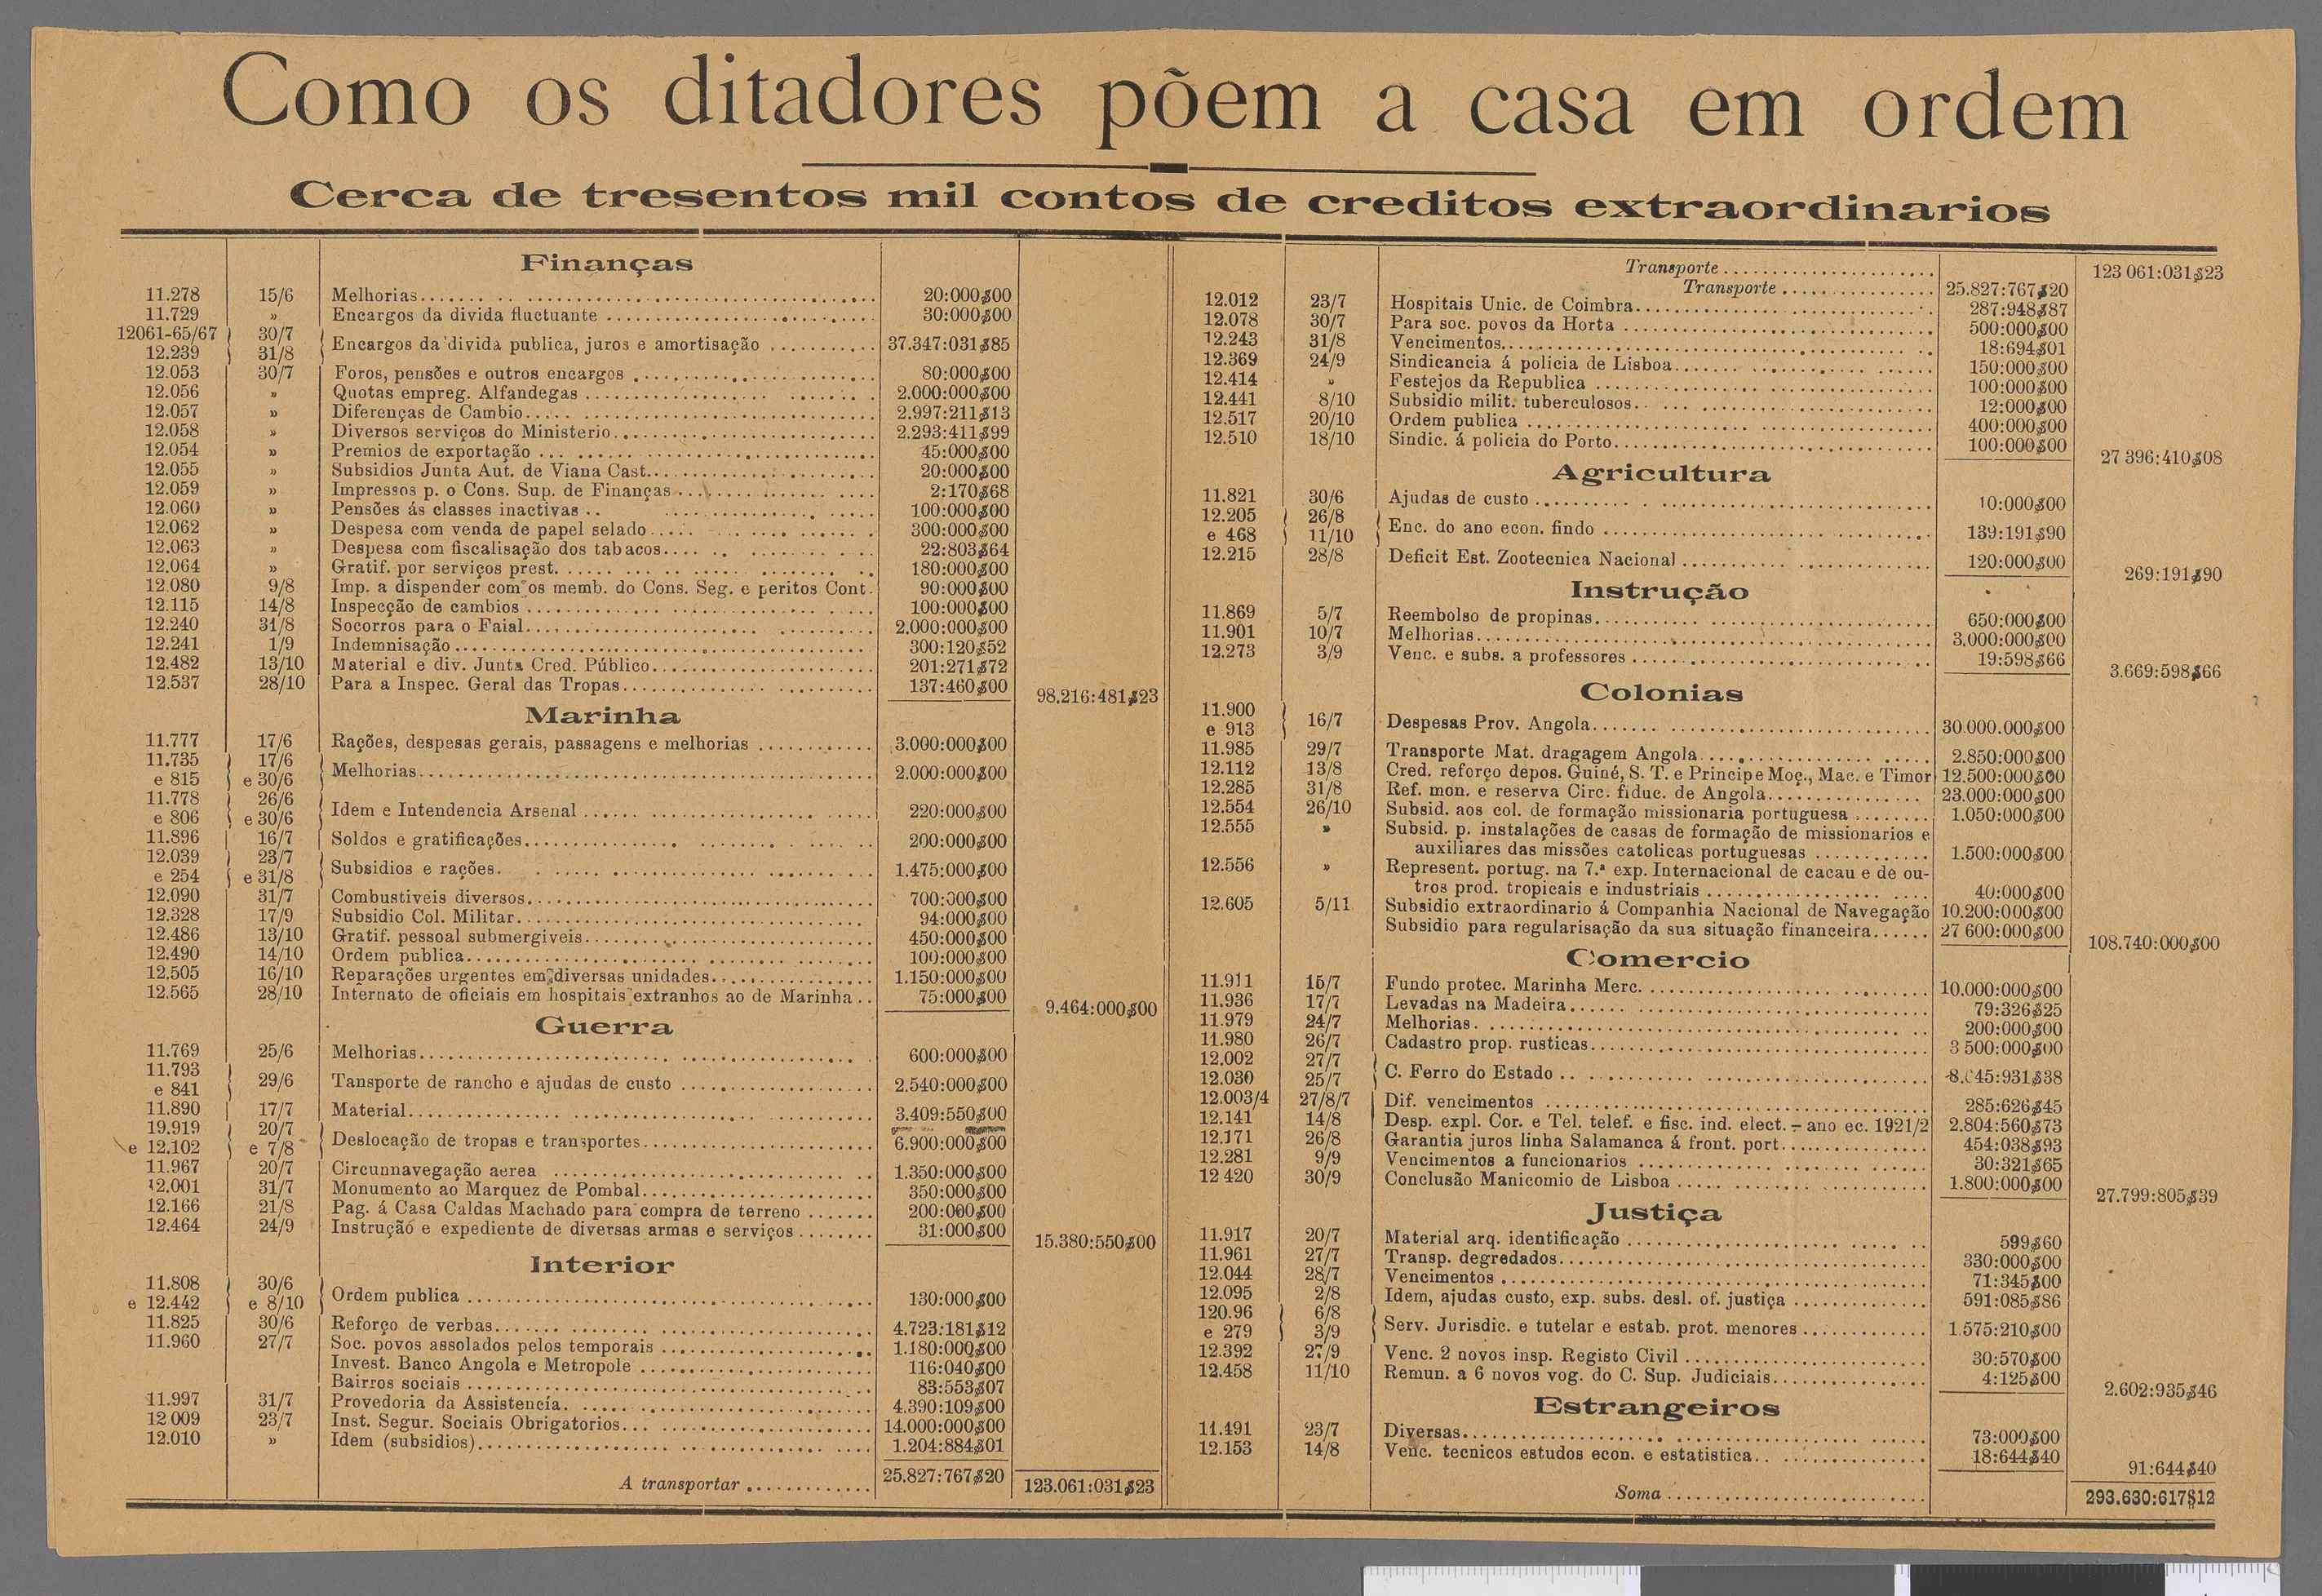 Como os ditadores põem a casa em ordem
Cerca de tresentos mil contos de creditos extraordinarios
Finanças
11.278 15/6 Melhorias 20:000$00
11.729 » Encargos da divida fluctuante 30:000$00
12061-65/67 30/7
12.239 31/8 Encargos da divida publica, juros e amortisação 37.347:031$85
12.053 30/7 Foros, pensões e outros encargos 80:000$00
12.056 » Quotas empreg. Alfandegas 2.000:000$00
12.057 » Diferenças de Cambio 2.997:211$13
12.058 » Diversos serviços do Ministerio 2.293:411$99
12.054 » Premios de exportação 45:000$00
12.055 » Subsidios Junta Aut. de Viana Cast. 20:000$00
12.059 » Impressos p. o Cons. Sup. de Finanças 2:170$68
12.060 » Pensões ás classes inactivas 100:000$00
12.062 » Despesa com venda de papel selado 300:000$00
12.063 » Despesa com fiscalisação dos tabacos 22:803$64
12.064 » Gratif. por serviços prest. 180:000$00
12.080 9/8 Imp. a dispender com os memb. do Cons. Seg. e peritos Cont. 90:000$00
12.115 14/8 Inspecção de cambios 100:000$00
12.240 31/8 Socorros para o Faial 2.000:000$00
12.241 1/9 Indemnisação 300:120$52
12.482 13/10 Material e div. Junta Cred. Público 201:271$72
12.537 28/10 Para a Inspec. Geral das Tropas 137:460$00
98.216:481$23
Marinha
11.777 17/6 Rações, despesas gerais, passagens e melhorias 3.000:000$00
11.735 17/6
e 815 e 30/6 Melhorias 2.000:000$00
11.778 26/6
e 806 e 30/6 Idem e Intendencia Arsenal 220:000$00
11.896 16/7 Soldos e gratificações 200:000$00
12.039 23/7
e 254 e 31/8 Subsidios e rações. 1.475:000$00
12.090 31/7 Combustiveis diversos 700:000$00
12.328 17/9 Subsidio Col. Militar 94:000$00
12.486 13/10 Gratif. pessoal submergiveis 450:000$00
12.490 14/10 Ordem publica 100:000$00
12.505 16/10 Reparações urgentes em diversas unidades 1.150:000$00
12.565 28/10 Internato de oficiais em hospitais extranhos ao de Marinha 75:000$00
9.464:000$00
Guerra
11.769 25/6 Melhorias 600:000$00
11.793
e 841 29/6 Tansporte de rancho e ajudas de custo 2.540:000$00
11.890 17/7 Material 3.409:550$00
19.919 20/7
e 12.102 e 7/8 Deslocação de tropas e transportes 6.900:000$00
11.967 20/7 Circunnavegação aerea 1.350:000$00
12.001 31/7 Monumento ao Marquez de Pombal 350:000$00
12.166 21/8 Pag. á Casa Caldas Machado para compra de terreno 200:000$00
12.464 24/9 Instrução e expediente de diversas armas e serviços 31:000$00
15.380:550$00
Interior
11.808 30/6
e 12.442 e 8/10 Ordem publica 130:000$00
11.825 30/6 Reforço de verbas 4.723:181$12
11.960 27/7 Soc. povos assolados pelos temporais 1.180:000$00
Invest. Banco Angola e Metropole 116:040$00
Bairros sociais 83:553$07
11.997 31/7 Provedoria da Assistencia. 4.390:109$00
12 009 23/7 Inst. Segur. Sociais Obrigatorios 14.000:000$00
12.010 » Idem (subsidios) 1.204:884$01
A transportar 25.827:767$20 123.061:031$23
Transporte 123 061:031$23
Transporte 25.827:767$20
12.012 23/7 Hospitais Unic. de Coimbra 287:948$87
12.078 30/7 Para soc. povos da Horta 500:000$00
12.243 31/8 Vencimentos 18:694$01
12.369 24/9 Sindicancia á policia de Lisboa 150:000$00
12.414 » Festejos da Republica 100:000$00
12.441 8/10 Subsidio milit. tuberculosos 12:000$00
12.517 20/10 Ordem publica 400:000$00
12.510 18/10 Sindic. á policia do Porto 100:000$00
27 396:410$08
Agricultura
11.821 30/6 Ajudas de custo 10:000$00
12.205 26/8
e 468 11/10 Enc. do ano econ. findo 139:191$90
12.215 28/8 Deficit Est. Zootecnica Nacional 120:000$00
269:191$90
Instrução
11.869 5/7 Reembolso de propinas 650:000$00
11.901 10/7 Melhorias 3.000:000$00
12.273 3/9 Venc. e subs. a professores 19:598$66
3.669:598$66
Colonias
11.900
e 913 16/7 Despesas Prov. Angola 30.000.000$00
11.985 29/7 Transporte Mat. dragagem Angola 2.850:000$00
12.112 13/8 Cred. reforço depos. Guiné, S. T. e Principe Moç., Mac. e Timor 12.500:000$00
12.285 31/8 Ref. mon. e reserva Circ. fiduc. de Angola 23.000:000$00
12.554 26/10 Subsid. aos col. de formação missionaria portuguesa 1.050:000$00
12.555 » Subsid. p. instalações de casas de formação de missionarios e
auxiliares das missões catolicas portuguesas 1.500:000$00
12.556 » Represent. portug. na 7.ª exp. Internacional de cacau e de ou-
tros prod. tropicais e industriais 40:000$00
12.605 5/11 Subsidio extraordinario á Companhia Nacional de Navegação 10.200:000$00
Subsidio para regularisação da sua situação financeira 27 600:000$00
108.740:000$00
Comercio
11.911 15/7 Fundo protec. Marinha Merc. 10.000:000$00
11.936 17/7 Levadas na Madeira 79:326$25
11.979 24/7 Melhorias 200:000$00
11.980 26/7 Cadastro prop. rusticas 3 500:000$00
12.002 27/7
12.030 25/7 C. Ferro do Estado 8.645:931$38
12.003/4 27/8/7 Dif. vencimentos 285:626$45
12.141 14/8 Desp. expl. Cor. e Tel. telef. e fisc. ind. elect. – ano ec. 1921/2 2.804:560$73
12.171 26/8 Garantia juros linha Salamanca á front. port. 454:038$93
12.281 9/9 Vencimentos a funcionarios 30:321$65
12 420 30/9 Conclusão Manicomio de Lisboa 1.800:000$00
27.799:805$39
Justiça
11.917 20/7 Material arq. identificação 599$60
11.961 27/7 Transp. degredados 330:000$00
12.044 28/7 Vencimentos 71:345$00
12.095 2/8 Idem, ajudas custo, exp. subs. desl. of. justiça 591:085$86
120.96 6/8
e 279 3/9 Serv. Jurisdic. e tutelar e estab. prot. menores 1.575:210$00
12.392 27/9 Venc. 2 novos insp. Registo Civil 30:570$00
12.458 11/10 Remun. a 6 novos vog. do C. Sup. Judiciais 4:125$00
2.602:935$46
Estrangeiros
11.491 23/7 Diversas 73:000$00
12.153 14/8 Venc. tecnicos estudos econ. e estatistica 18:644$40
91:644$40
Soma 293.630:617$12